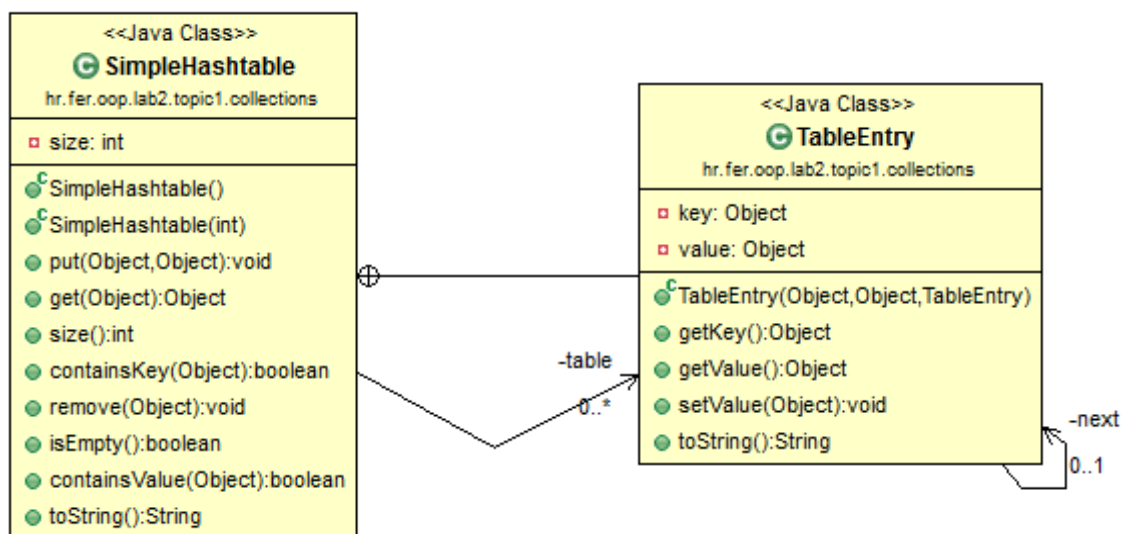 <<Java Class>>
SimpleHashtable
hr.fer.oop.lab2.topic1.collections
size: int
SimpleHashtable()
SimpleHashtable(int)
put(Object,Object):void
get(Object):Object
size():int
containsKey(Object):boolean
remove(Object):void
isEmpty():boolean
containsValue(Object):boolean
toString():String
-table
0..*
<<Java Class>>
TableEntry
hr.fer.oop.lab2.topic1.collections
key: Object
value: Object
TableEntry(Object,Object,TableEntry)
getKey():Object
getValue():Object
setValue(Object):void
toString():String
-next
0..1